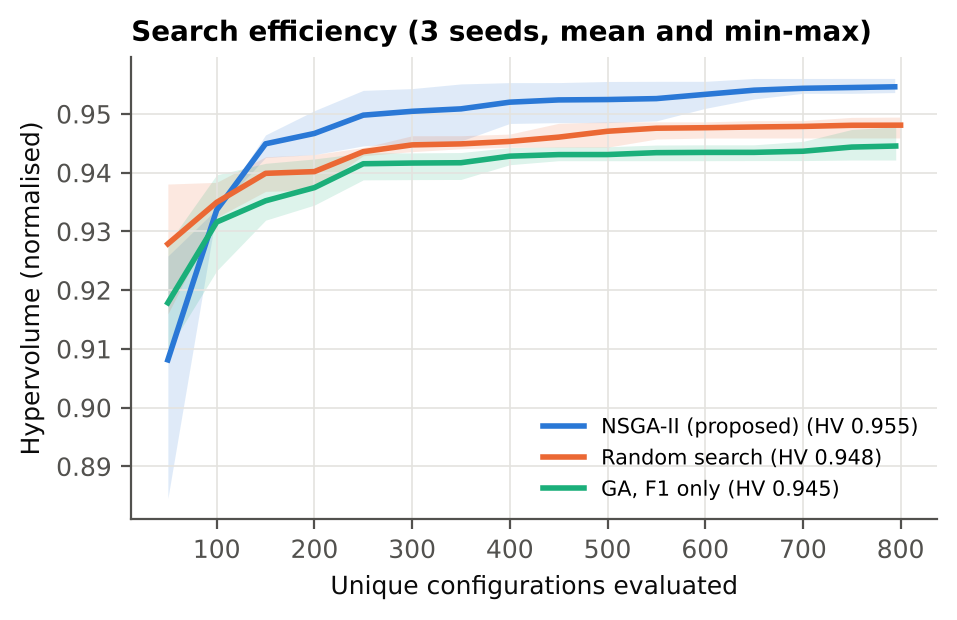 Search efficiency (3 seeds, mean and min-max)
Hypervolume (normalised)
0.95
0.94
0.93
0.92
0.91
0.90
0.89
NSGA-II (proposed) (HV 0.955)
Random search (HV 0.948)
GA, F1 only (HV 0.945)
100 200 300 400 500 600 700 800
Unique configurations evaluated